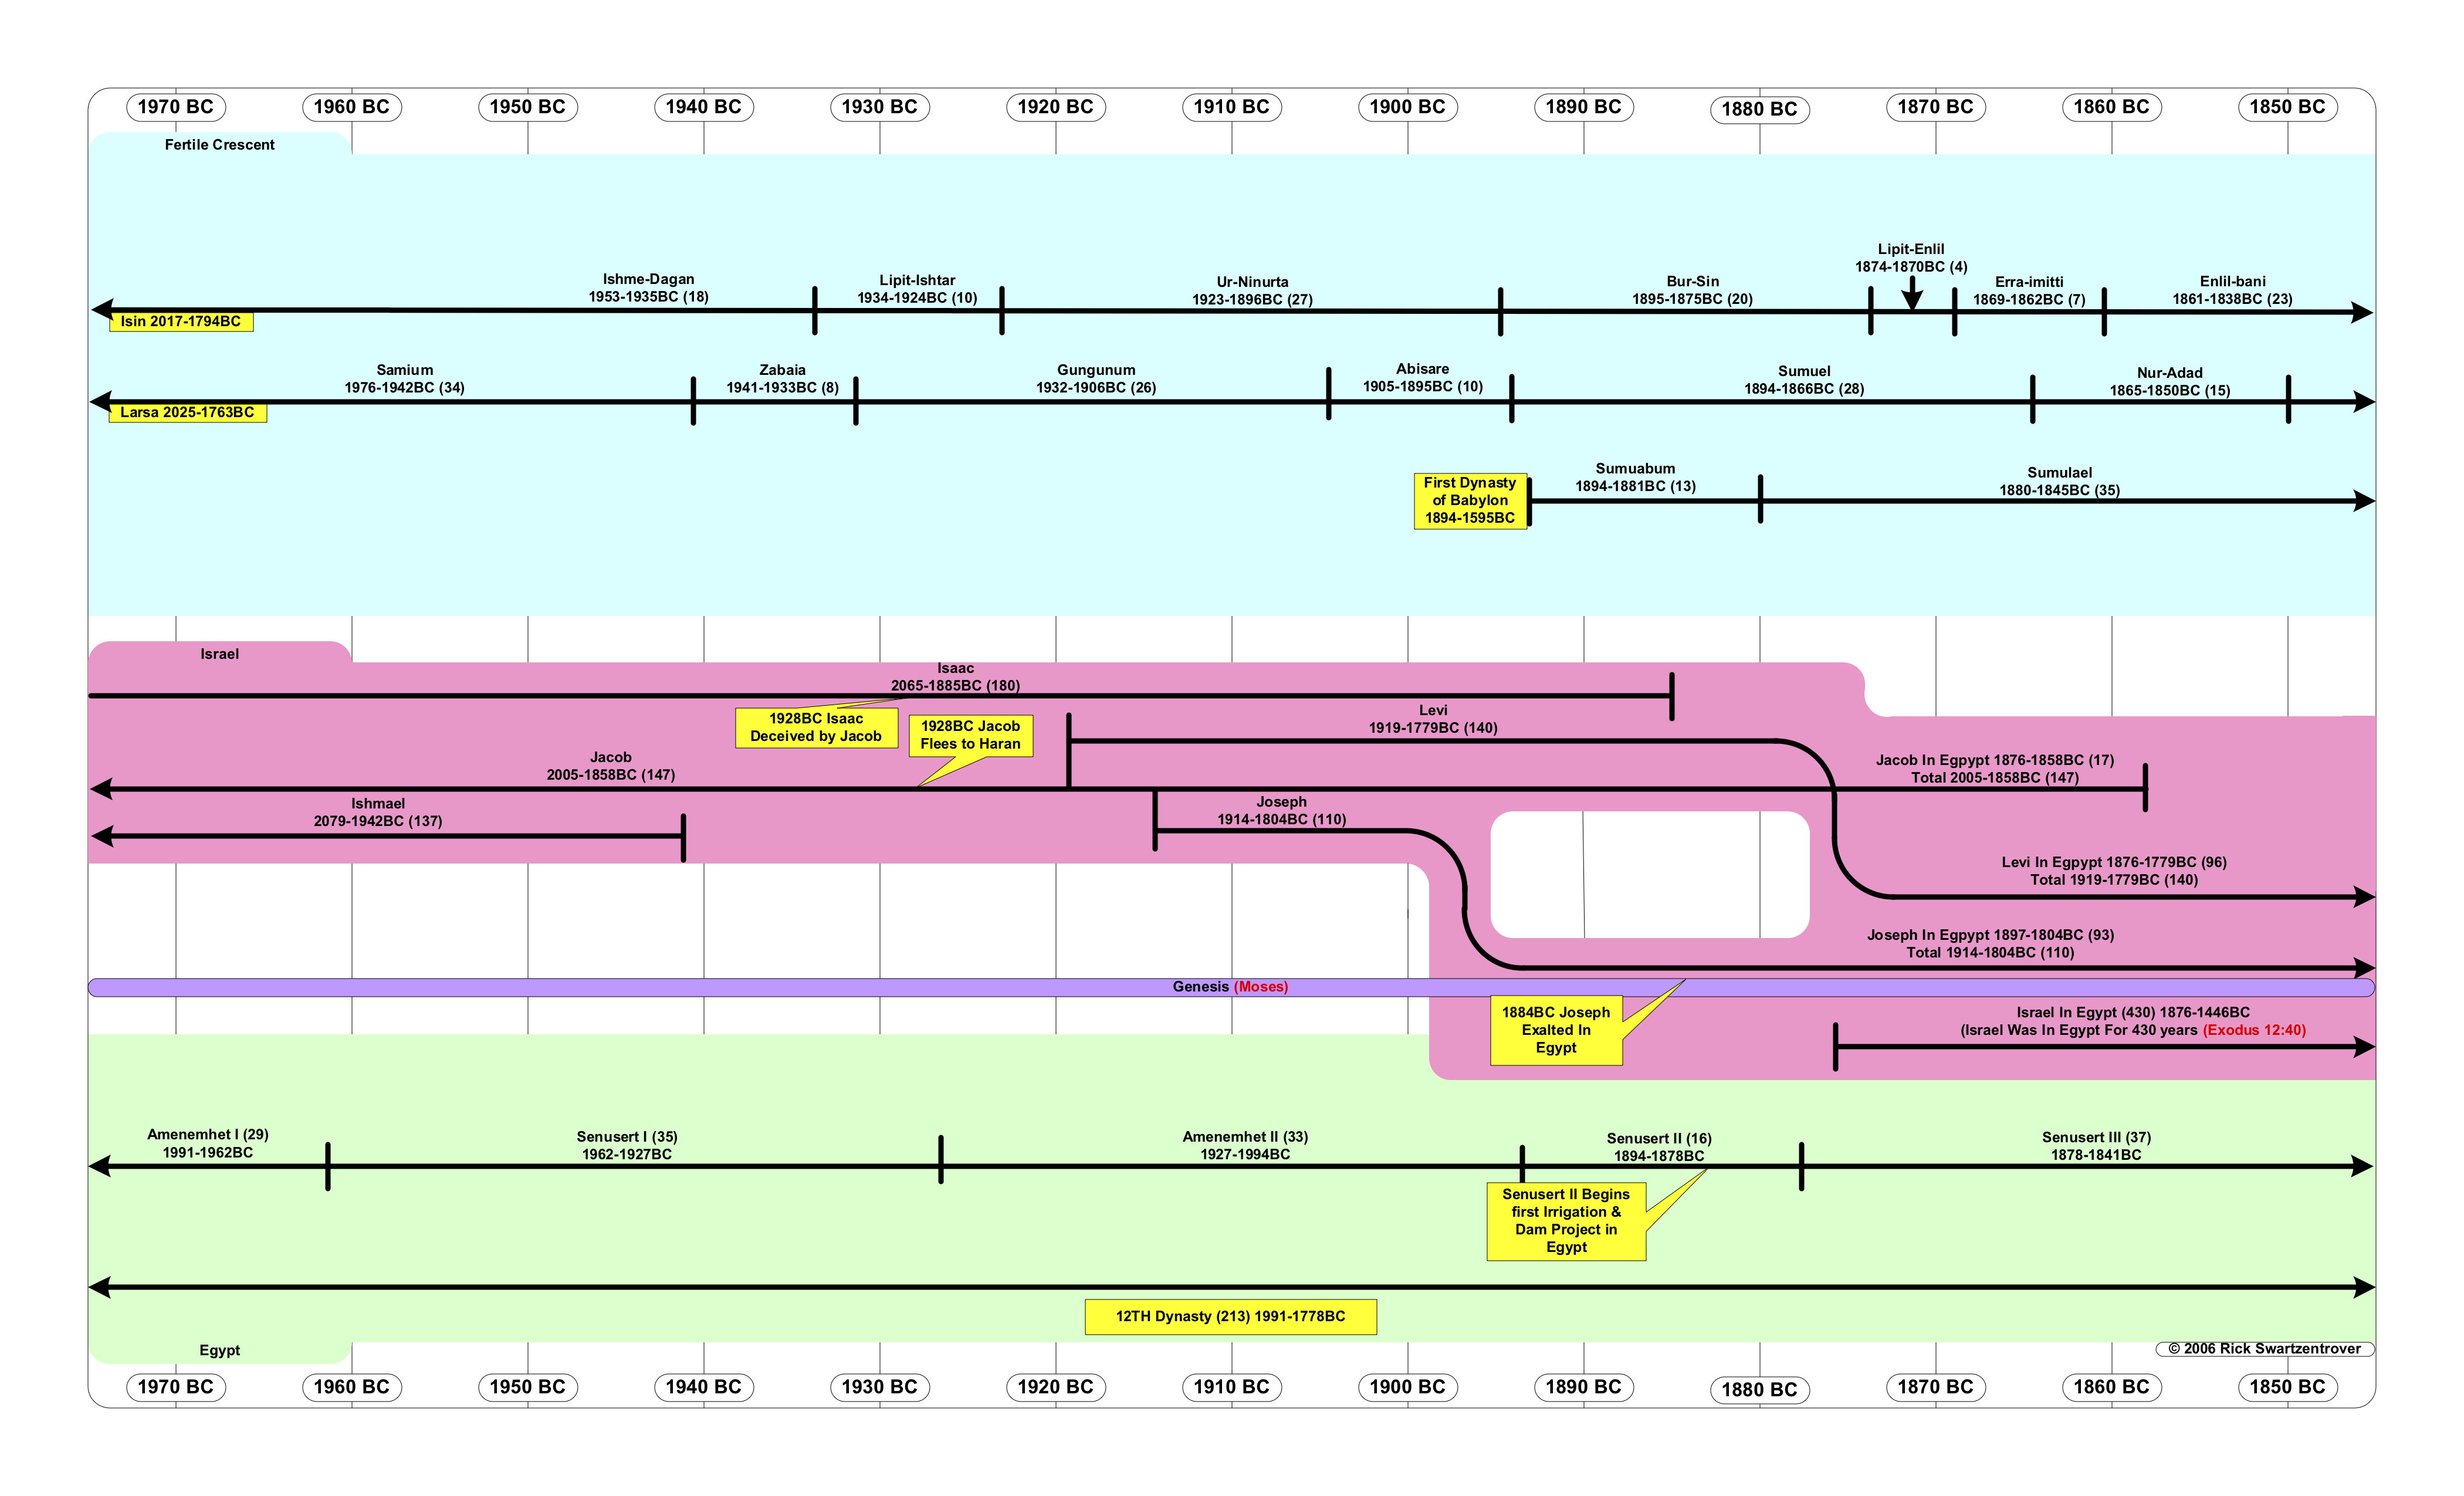 1970 BC
1960 BC
1950 BC
1940 BC
1930 BC
1920 BC
1910 BC
1900 BC
1890 BC
1880 BC
1870 BC
1860 BC
1850 BC
Fertile Crescent
Ishme-Dagan
1953-1935BC (18)
Lipit-Ishtar
1934-1924BC (10)
Ur-Ninurta
1923-1896BC (27)
Bur-Sin
1895-1875BC (20)
Lipit-Enlil
1874-1870BC (4)
Erra-imitti
1869-1862BC (7)
Enlil-bani
1861-1838BC (23)
Isin 2017-1794BC
Samium
1976-1942BC (34)
Zabaia
1941-1933BC (8)
Gungunum
1932-1906BC (26)
Abisare
1905-1895BC (10)
Sumuel
1894-1866BC (28)
Nur-Adad
1865-1850BC (15)
Larsa 2025-1763BC
First Dynasty
of Babylon
1894-1595BC
Sumuabum
1894-1881BC (13)
Sumulael
1880-1845BC (35)
Israel
Isaac
2065-1885BC (180)
1928BC Isaac
Deceived by Jacob
1928BC Jacob
Flees to Haran
Levi
1919-1779BC (140)
Jacob
2005-1858BC (147)
Jacob In Egpypt 1876-1858BC (17)
Total 2005-1858BC (147)
Ishmael
2079-1942BC (137)
Joseph
1914-1804BC (110)
Levi In Egpypt 1876-1779BC (96)
Total 1919-1779BC (140)
Joseph In Egpypt 1897-1804BC (93)
Total 1914-1804BC (110)
Genesis (Moses)
1884BC Joseph
Exalted In
Egypt
Israel In Egypt (430) 1876-1446BC
(Israel Was In Egypt For 430 years (Exodus 12:40)
Amenemhet I (29)
1991-1962BC
Senusert I (35)
1962-1927BC
Amenemhet II (33)
1927-1994BC
Senusert II (16)
1894-1878BC
Senusert III (37)
1878-1841BC
Senusert II Begins
first Irrigation &
Dam Project in
Egypt
12TH Dynasty (213) 1991-1778BC
Egypt
© 2006 Rick Swartzentrover
1970 BC
1960 BC
1950 BC
1940 BC
1930 BC
1920 BC
1910 BC
1900 BC
1890 BC
1880 BC
1870 BC
1860 BC
1850 BC